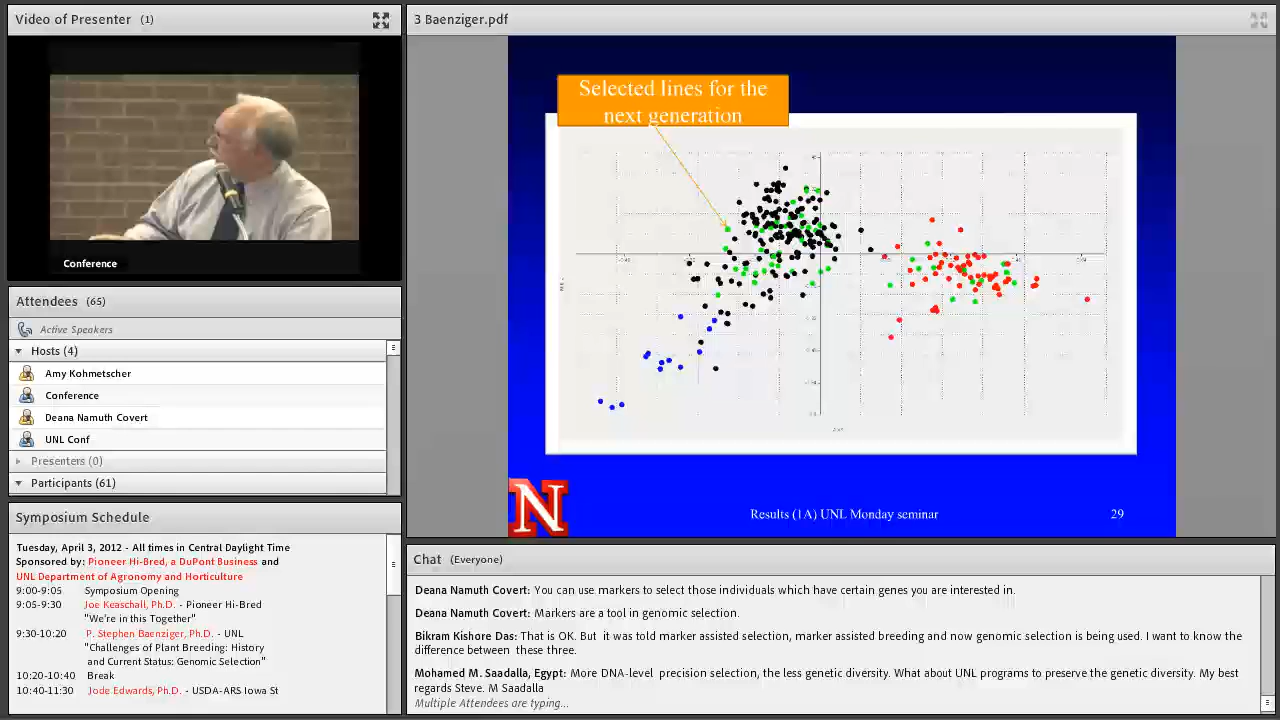 Video of Presenter (1)
Conference
Attendees (65)
Active Speakers
Hosts (4)
Amy Kohmetscher
Conference
Deana Namuth Covert
UNL Conf
Presenters (0)
Participants (61)
Symposium Schedule
Tuesday, April 3, 2012 - All times in Central Daylight Time
Sponsored by: Pioneer Hi-Bred, a DuPont Business and
UNL Department of Agronomy and Horticulture
9:00-9:05 Symposium Opening
9:05-9:30 Joe Keaschall, Ph.D. - Pioneer Hi-Bred
"We're in this Together"
9:30-10:20 P. Stephen Baenziger, Ph.D. - UNL
"Challenges of Plant Breeding: History
and Current Status: Genomic Selection"
10:20-10:40 Break
10:40-11:30 Jode Edwards, Ph.D. - USDA-ARS Iowa St
3 Baenziger.pdf
Selected lines for the
next generation
N
Results (1A) UNL Monday seminar 29
Chat (Everyone)
Deana Namuth Covert: You can use markers to select those individuals which have certain genes you are interested in.
Deana Namuth Covert: Markers are a tool in genomic selection.
Bikram Kishore Das: That is OK. But it was told marker assisted selection, marker assisted breeding and now genomic selection is being used. I want to know the
difference between these three.
Mohamed M. Saadalla, Egypt: More DNA-level precision selection, the less genetic diversity. What about UNL programs to preserve the genetic diversity. My best
regards Steve. M Saadalla
Multiple Attendees are typing...